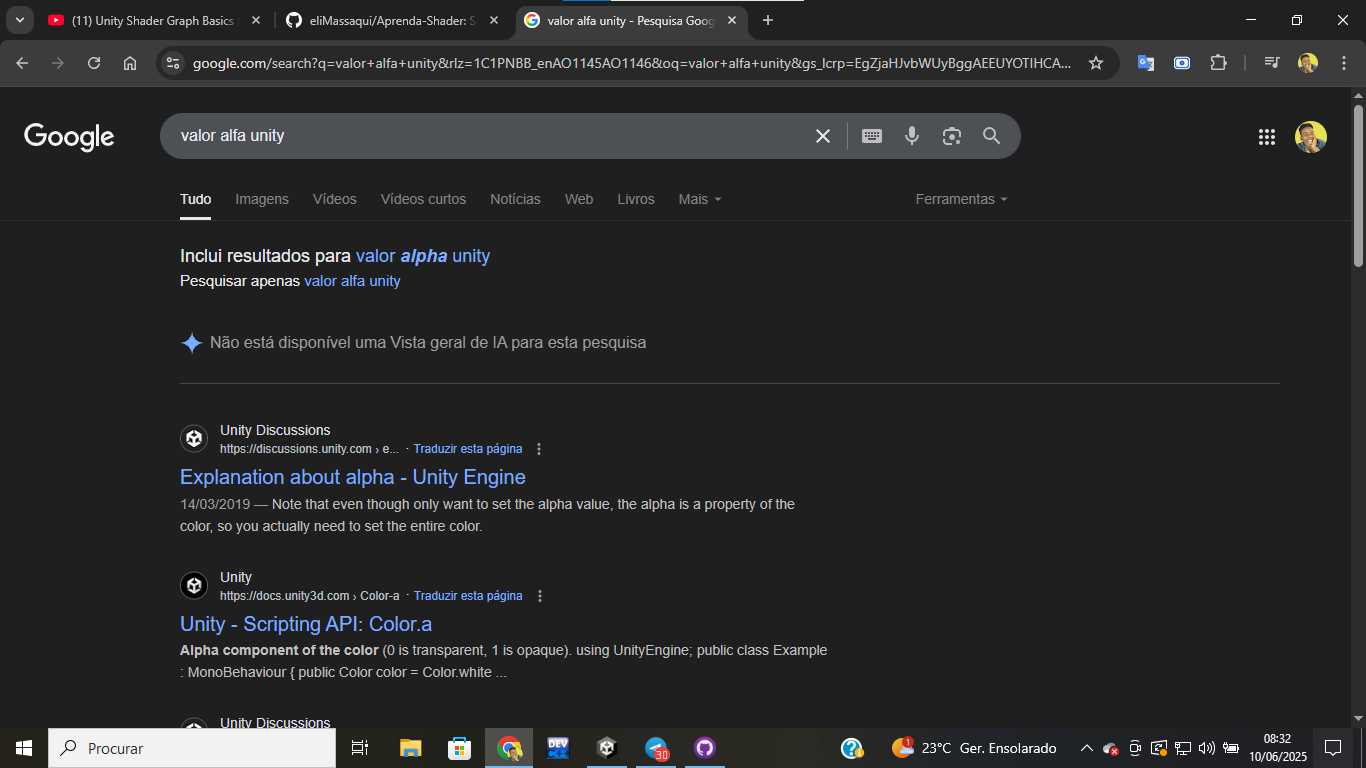 (11) Unity Shader Graph Basics
eliMassaqui/Aprenda-Shader: S
valor alfa unity - Pesquisa Goog
google.com/search?q=valor+alfa+unity&rlz=1C1PNBB_enAO1145AO1146&oq=valor+alfa+unity&gs_lcrp=EgZjaHJvbWUyBggAEEUYOTIHCA...
Google
valor alfa unity
Tudo
Imagens
Vídeos
Vídeos curtos
Notícias
Web
Livros
Mais
Ferramentas
Inclui resultados para valor alpha unity
Pesquisar apenas valor alfa unity
Não está disponível uma Vista geral de IA para esta pesquisa
Unity Discussions
https://discussions.unity.com › e... · Traduzir esta página
Explanation about alpha - Unity Engine
14/03/2019 — Note that even though only want to set the alpha value, the alpha is a property of the
color, so you actually need to set the entire color.
Unity
https://docs.unity3d.com › Color-a · Traduzir esta página
Unity - Scripting API: Color.a
Alpha component of the color (0 is transparent, 1 is opaque). using UnityEngine; public class Example
: MonoBehaviour { public Color color = Color.white ...
Unity Discussions
Procurar
DEV
30
1
23°C Ger. Ensolarado
08:32
10/06/2025